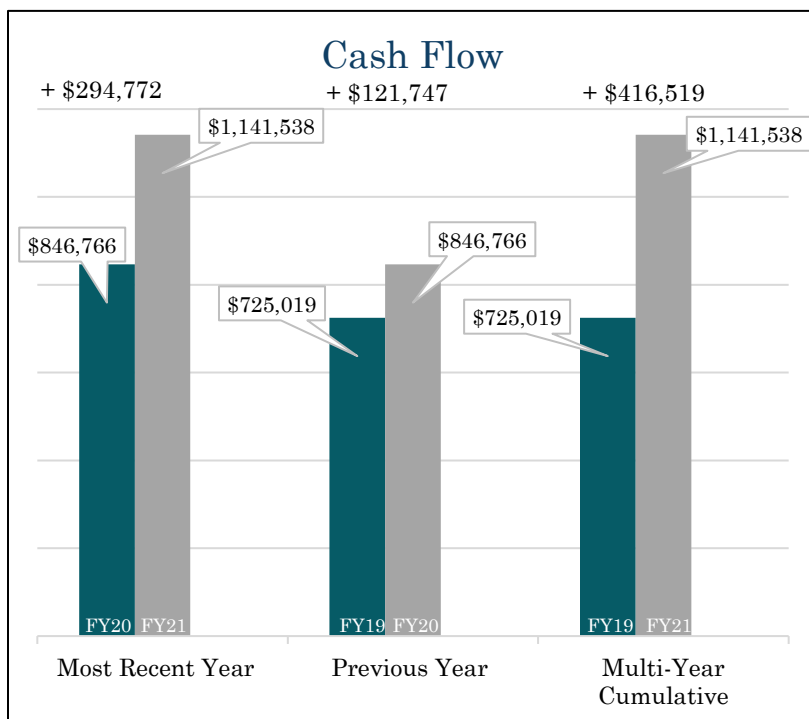 Cash Flow
+ $294,772
+ $121,747
+ $416,519
$1,141,538
$1,141,538
$846,766
$846,766
$725,019
$725,019
FY20 FY21
FY19 FY20
FY19 FY21
Most Recent Year
Previous Year
Multi-Year
Cumulative